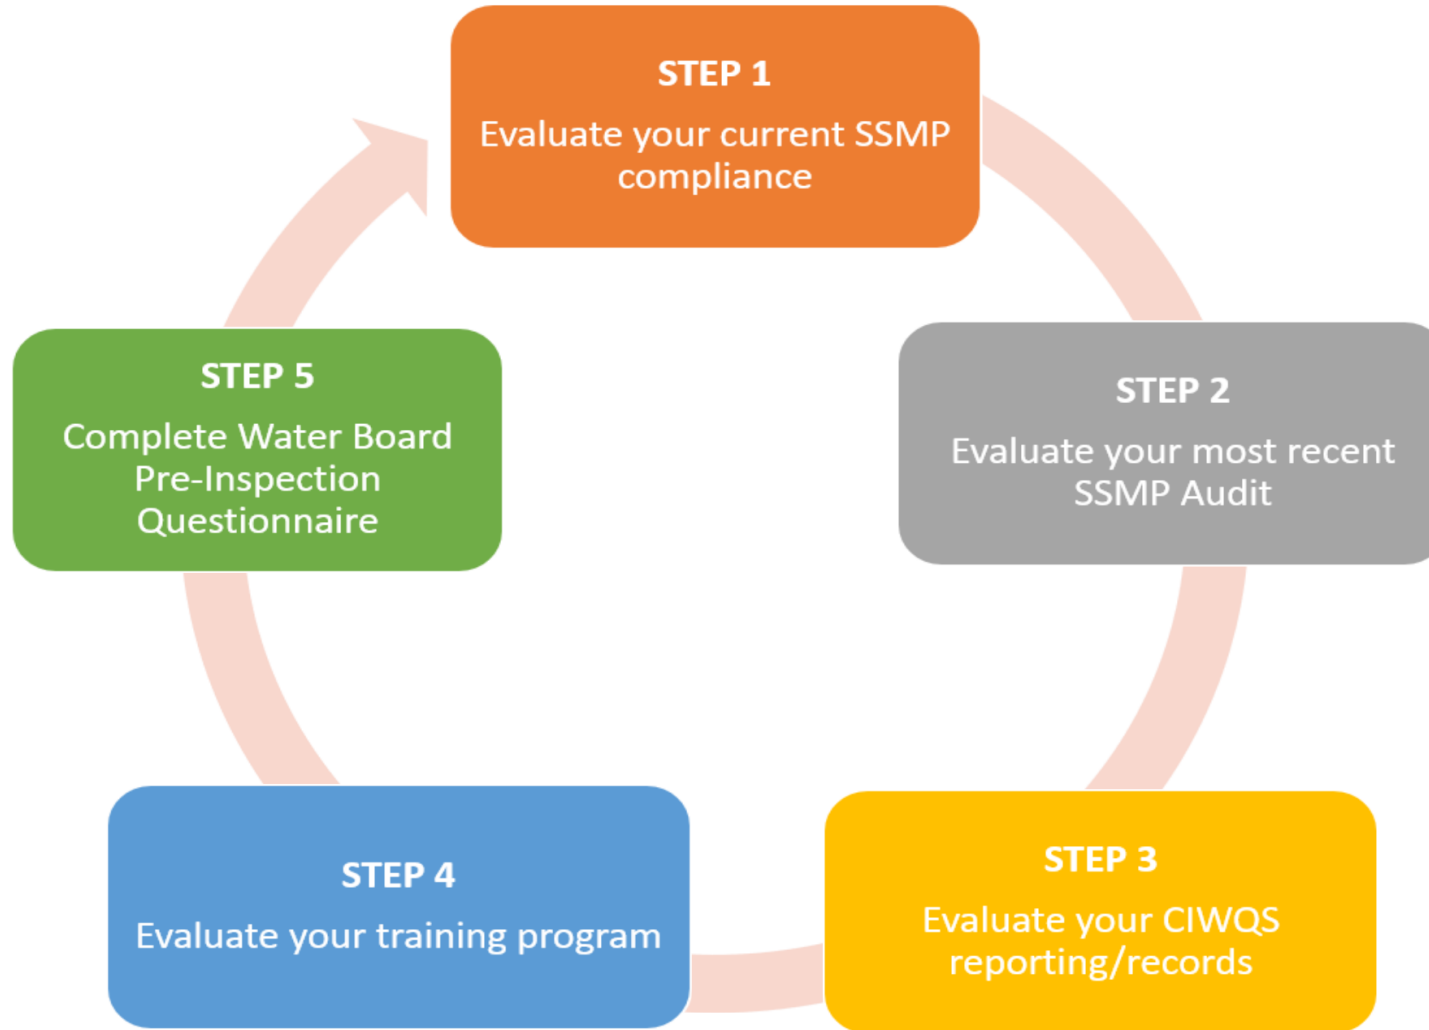 STEP 1
Evaluate your current SSMP
compliance
STEP 2
Evaluate your most recent
SSMP Audit
STEP 3
Evaluate your CIWQS
reporting/records
STEP 4
Evaluate your training program
STEP 5
Complete Water Board
Pre-Inspection
Questionnaire